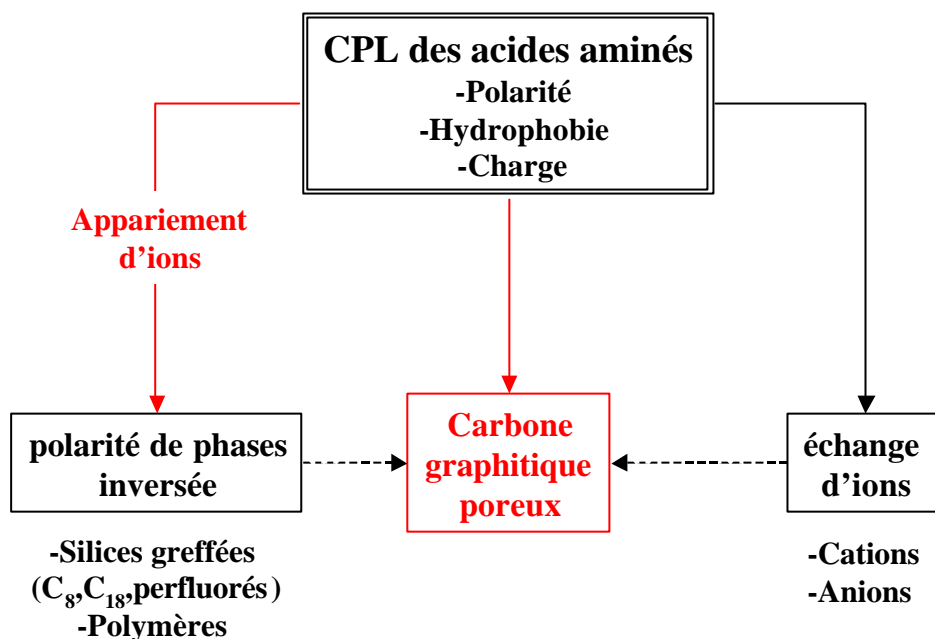 CPL des acides aminés
-Polarité
-Hydrophobie
-Charge
Appariement
d’ions
polarité de phases
inversée
-Silices greffées
(C8,C18,perfluorés)
-Polymères
Carbone
graphitique
poreux
échange
d’ions
-Cations
-Anions